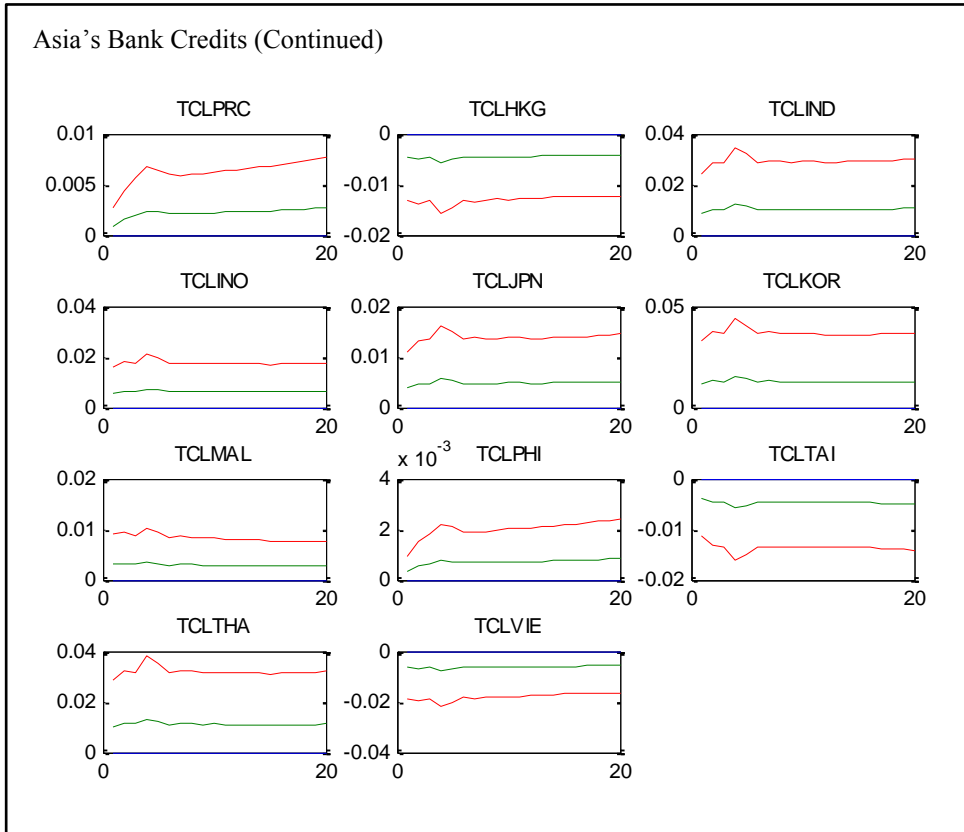 Asia's Bank Credits (Continued)
TCLPRC TCLHKG TCLIND
0.01 0 0.04
0.005 -0.01 0.02
0 -0.02 0
0 20 0 20 0 20
TCLINO TCLJPN TCLKOR
0.04 0.02 0.05
0.02 0.01
0 0 0
0 20 0 20 0 20
TCLMAL x 10^-3 TCLPHI TCLTAI
0.02 4 0
0.01 2 -0.01
0 0 -0.02
0 20 0 20 0 20
TCLTHA TCLVIE
0.04 0
0.02 -0.02
0 -0.04
0 20 0 20